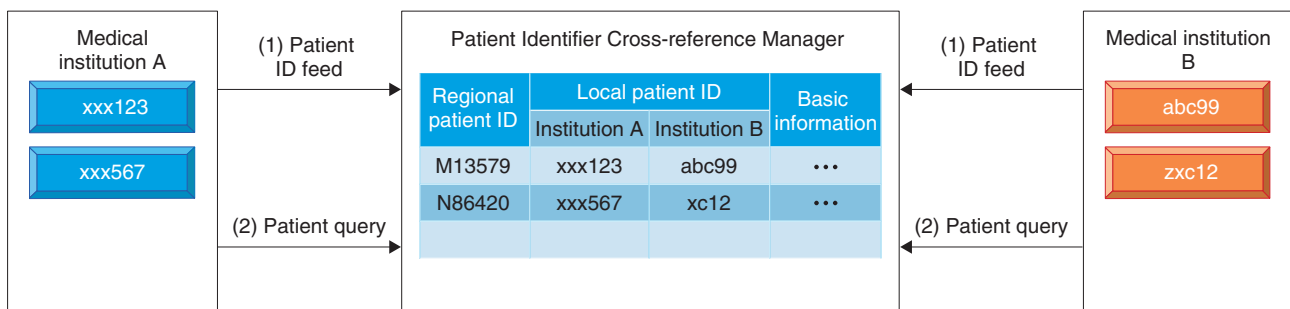 Medical
institution A
xxx123
xxx567
(1) Patient
ID feed
(2) Patient query
Patient Identifier Cross-reference Manager
Regional
patient ID
Local patient ID
Basic
information
Institution A
Institution B
M13579
xxx123
abc99
•••
N86420
xxx567
xc12
•••
(1) Patient
ID feed
(2) Patient query
Medical institution
B
abc99
zxc12